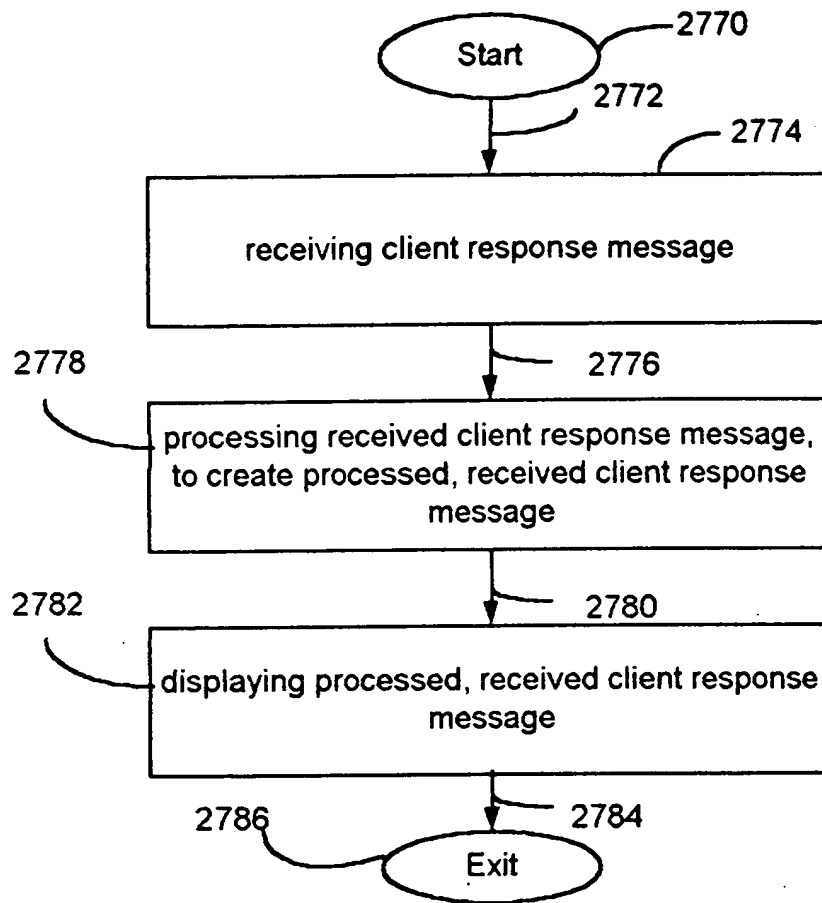 Start
2770
2772
2774
receiving client response message
2776
2778
processing received client response message,
to create processed, received client response
message
2780
2782
displaying processed, received client response
message
2784
2786
Exit